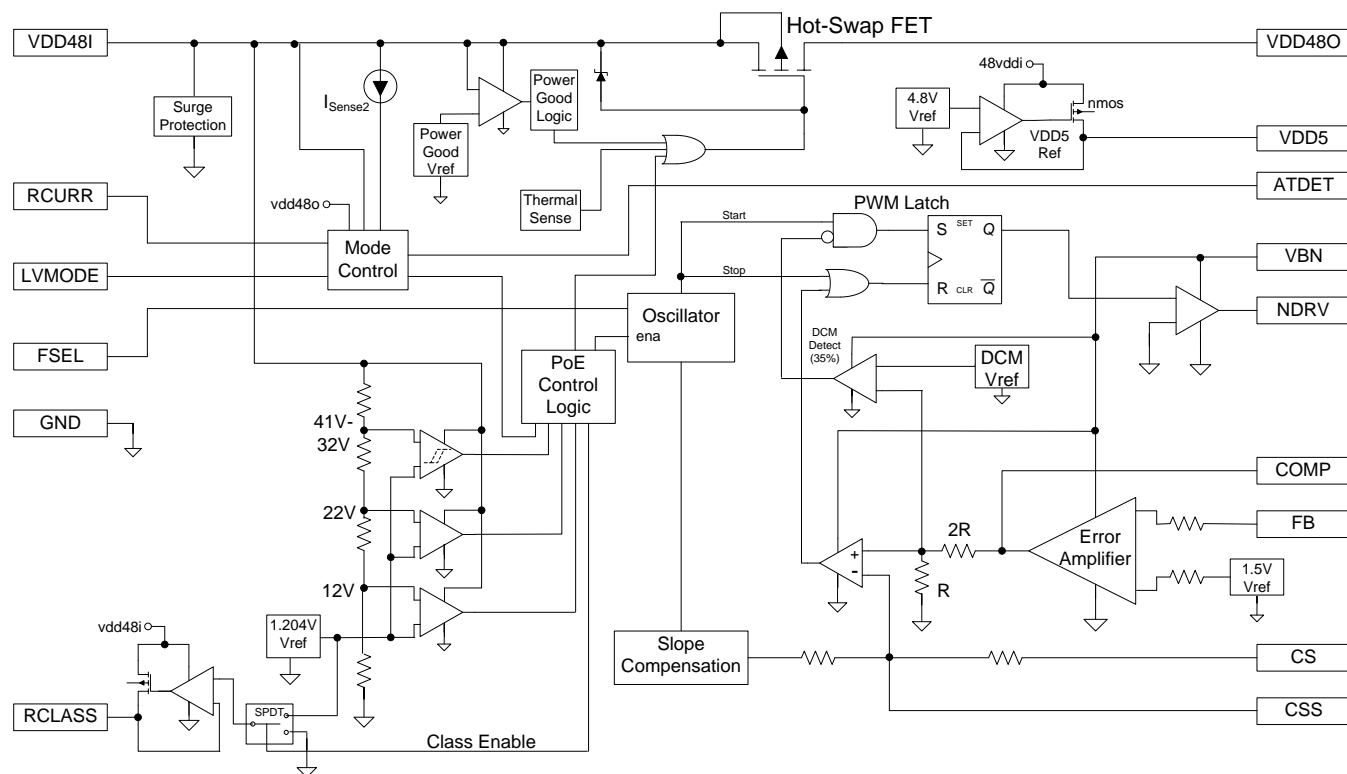 Hot-Swap FET
VDD48I
VDD48O
48vddi
I_Sense2
Surge
Protection
Power
Good
Logic
Power
Good
Vref
4.8V
Vref
nmos
VDD5
Ref
VDD5
RCURR
vdd48o
Thermal
Sense
ATDET
PWM Latch
Start
S SET Q
Mode
Control
LVMODE
VBN
Stop
R CLR Q
NDRV
Oscillator
ena
FSEL
DCM
Detect
(35%)
DCM
Vref
PoE
Control
Logic
GND
41V-
32V
COMP
22V
2R
Error
Amplifier
FB
+
-
R
12V
1.5V
Vref
1.204V
Vref
vdd48i
Slope
Compensation
CS
RCLASS
SPDT
CSS
Class Enable